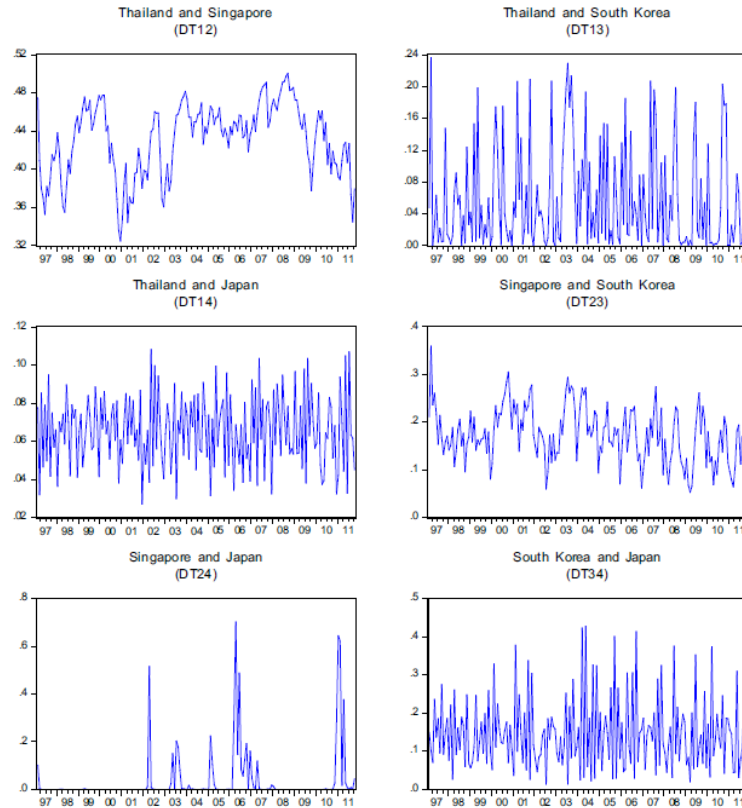 Thailand and Singapore
(DT12)
.52
.48
.44
.40
.36
.32
97 98 99 00 01 02 03 04 05 06 07 08 09 10 11
Thailand and South Korea
(DT13)
.24
.20
.16
.12
.08
.04
.00
97 98 99 00 01 02 03 04 05 06 07 08 09 10 11
Thailand and Japan
(DT14)
.12
.10
.08
.06
.04
.02
97 98 99 00 01 02 03 04 05 06 07 08 09 10 11
Singapore and South Korea
(DT23)
.4
.3
.2
.1
.0
97 98 99 00 01 02 03 04 05 06 07 08 09 10 11
Singapore and Japan
(DT24)
.8
.6
.4
.2
.0
97 98 99 00 01 02 03 04 05 06 07 08 09 10 11
South Korea and Japan
(DT34)
.5
.4
.3
.2
.1
.0
97 98 99 00 01 02 03 04 05 06 07 08 09 10 11